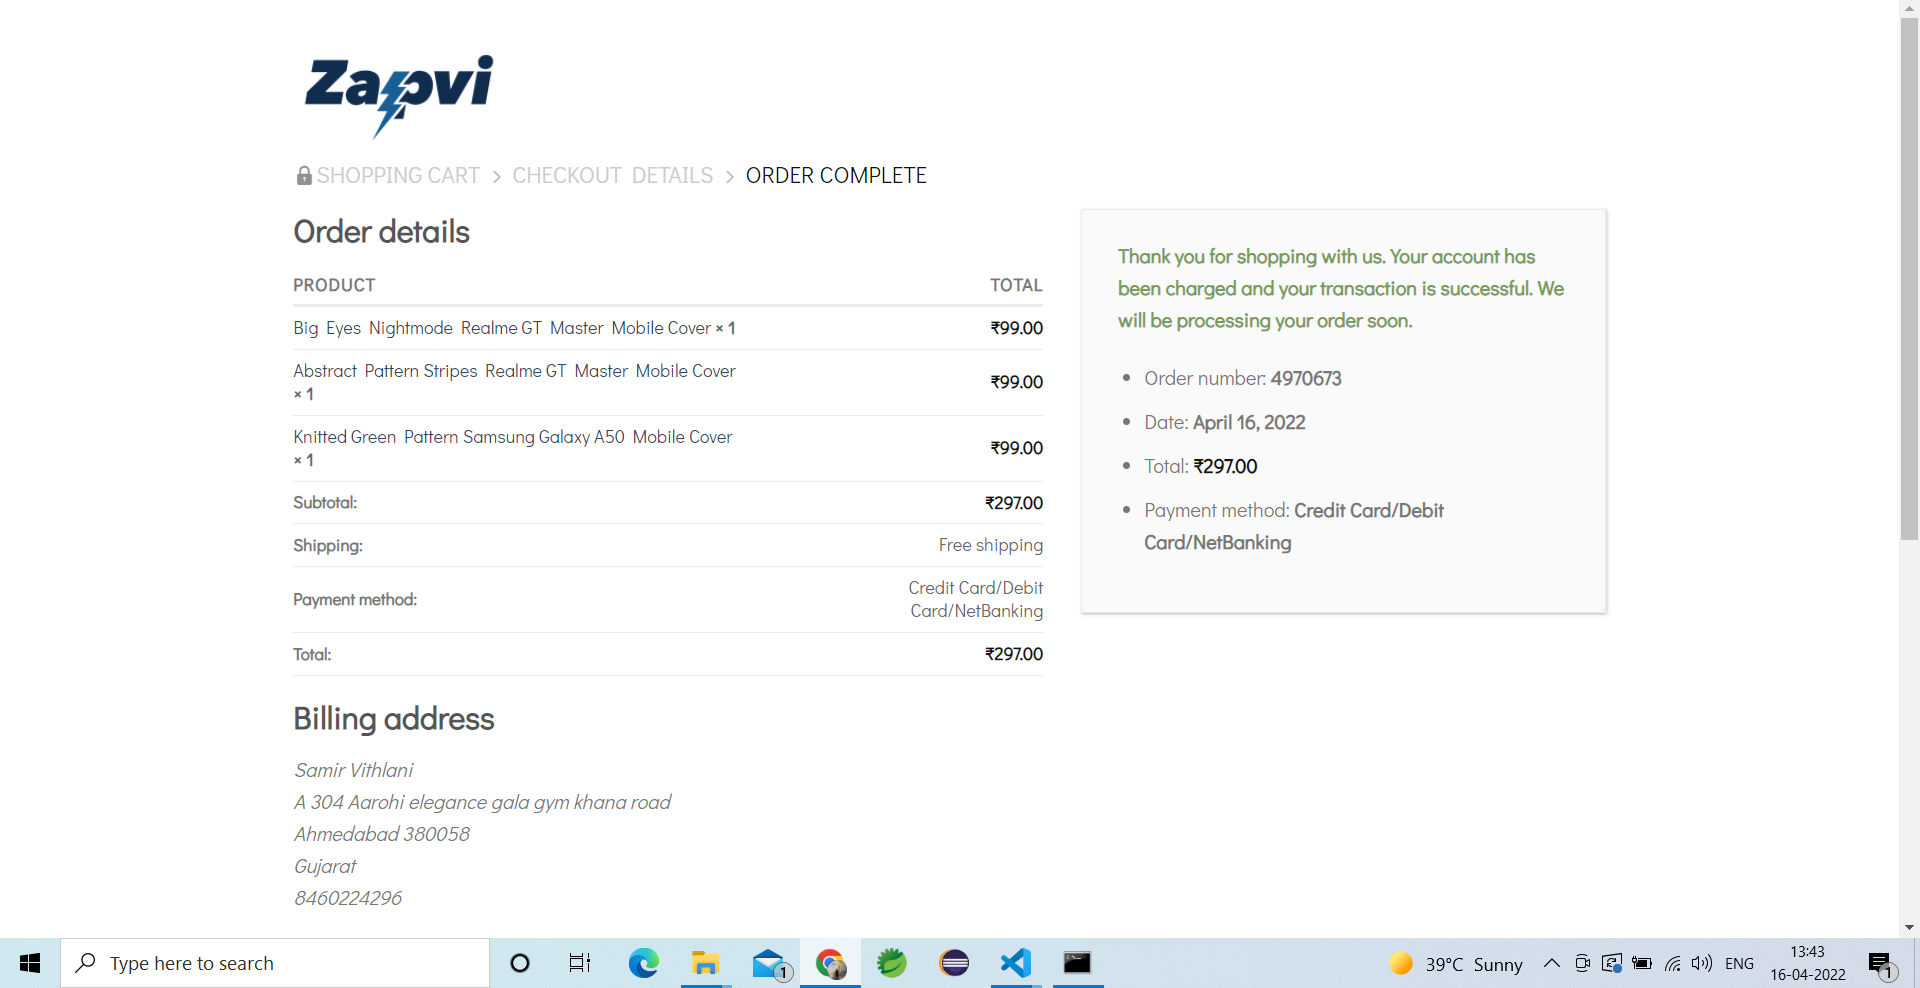 Zapvi
SHOPPING CART > CHECKOUT DETAILS > ORDER COMPLETE
Order details
PRODUCT TOTAL
Big Eyes Nightmode Realme GT Master Mobile Cover × 1 ₹99.00
Abstract Pattern Stripes Realme GT Master Mobile Cover
× 1 ₹99.00
Knitted Green Pattern Samsung Galaxy A50 Mobile Cover
× 1 ₹99.00
Subtotal: ₹297.00
Shipping: Free shipping
Payment method: Credit Card/Debit
Card/NetBanking
Total: ₹297.00
Billing address
Samir Vithlani
A 304 Aarohi elegance gala gym khana road
Ahmedabad 380058
Gujarat
8460224296
Thank you for shopping with us. Your account has
been charged and your transaction is successful. We
will be processing your order soon.
Order number: 4970673
Date: April 16, 2022
Total: ₹297.00
Payment method: Credit Card/Debit
Card/NetBanking
Type here to search
1
39°C Sunny
ENG
13:43
16-04-2022
1